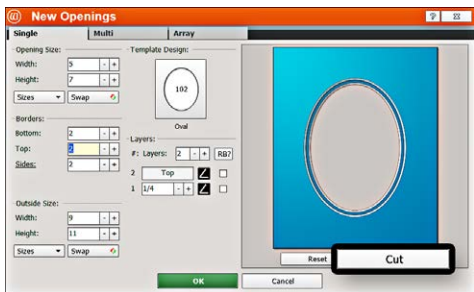 New Openings
? 
Single Multi Array
Opening Size:
Width: 5 - +
Height: 7 - +
Sizes Swap
Borders:
Bottom: 2 - +
Top: 2 - +
Sides: 2 - +
Outside Size:
Width: 9 - +
Height: 11 - +
Sizes Swap
Template Design:
102
Oval
Layers:
#: Layers: 2 - + RB?
2 Top
1 1/4 - +
Reset Cut
OK Cancel